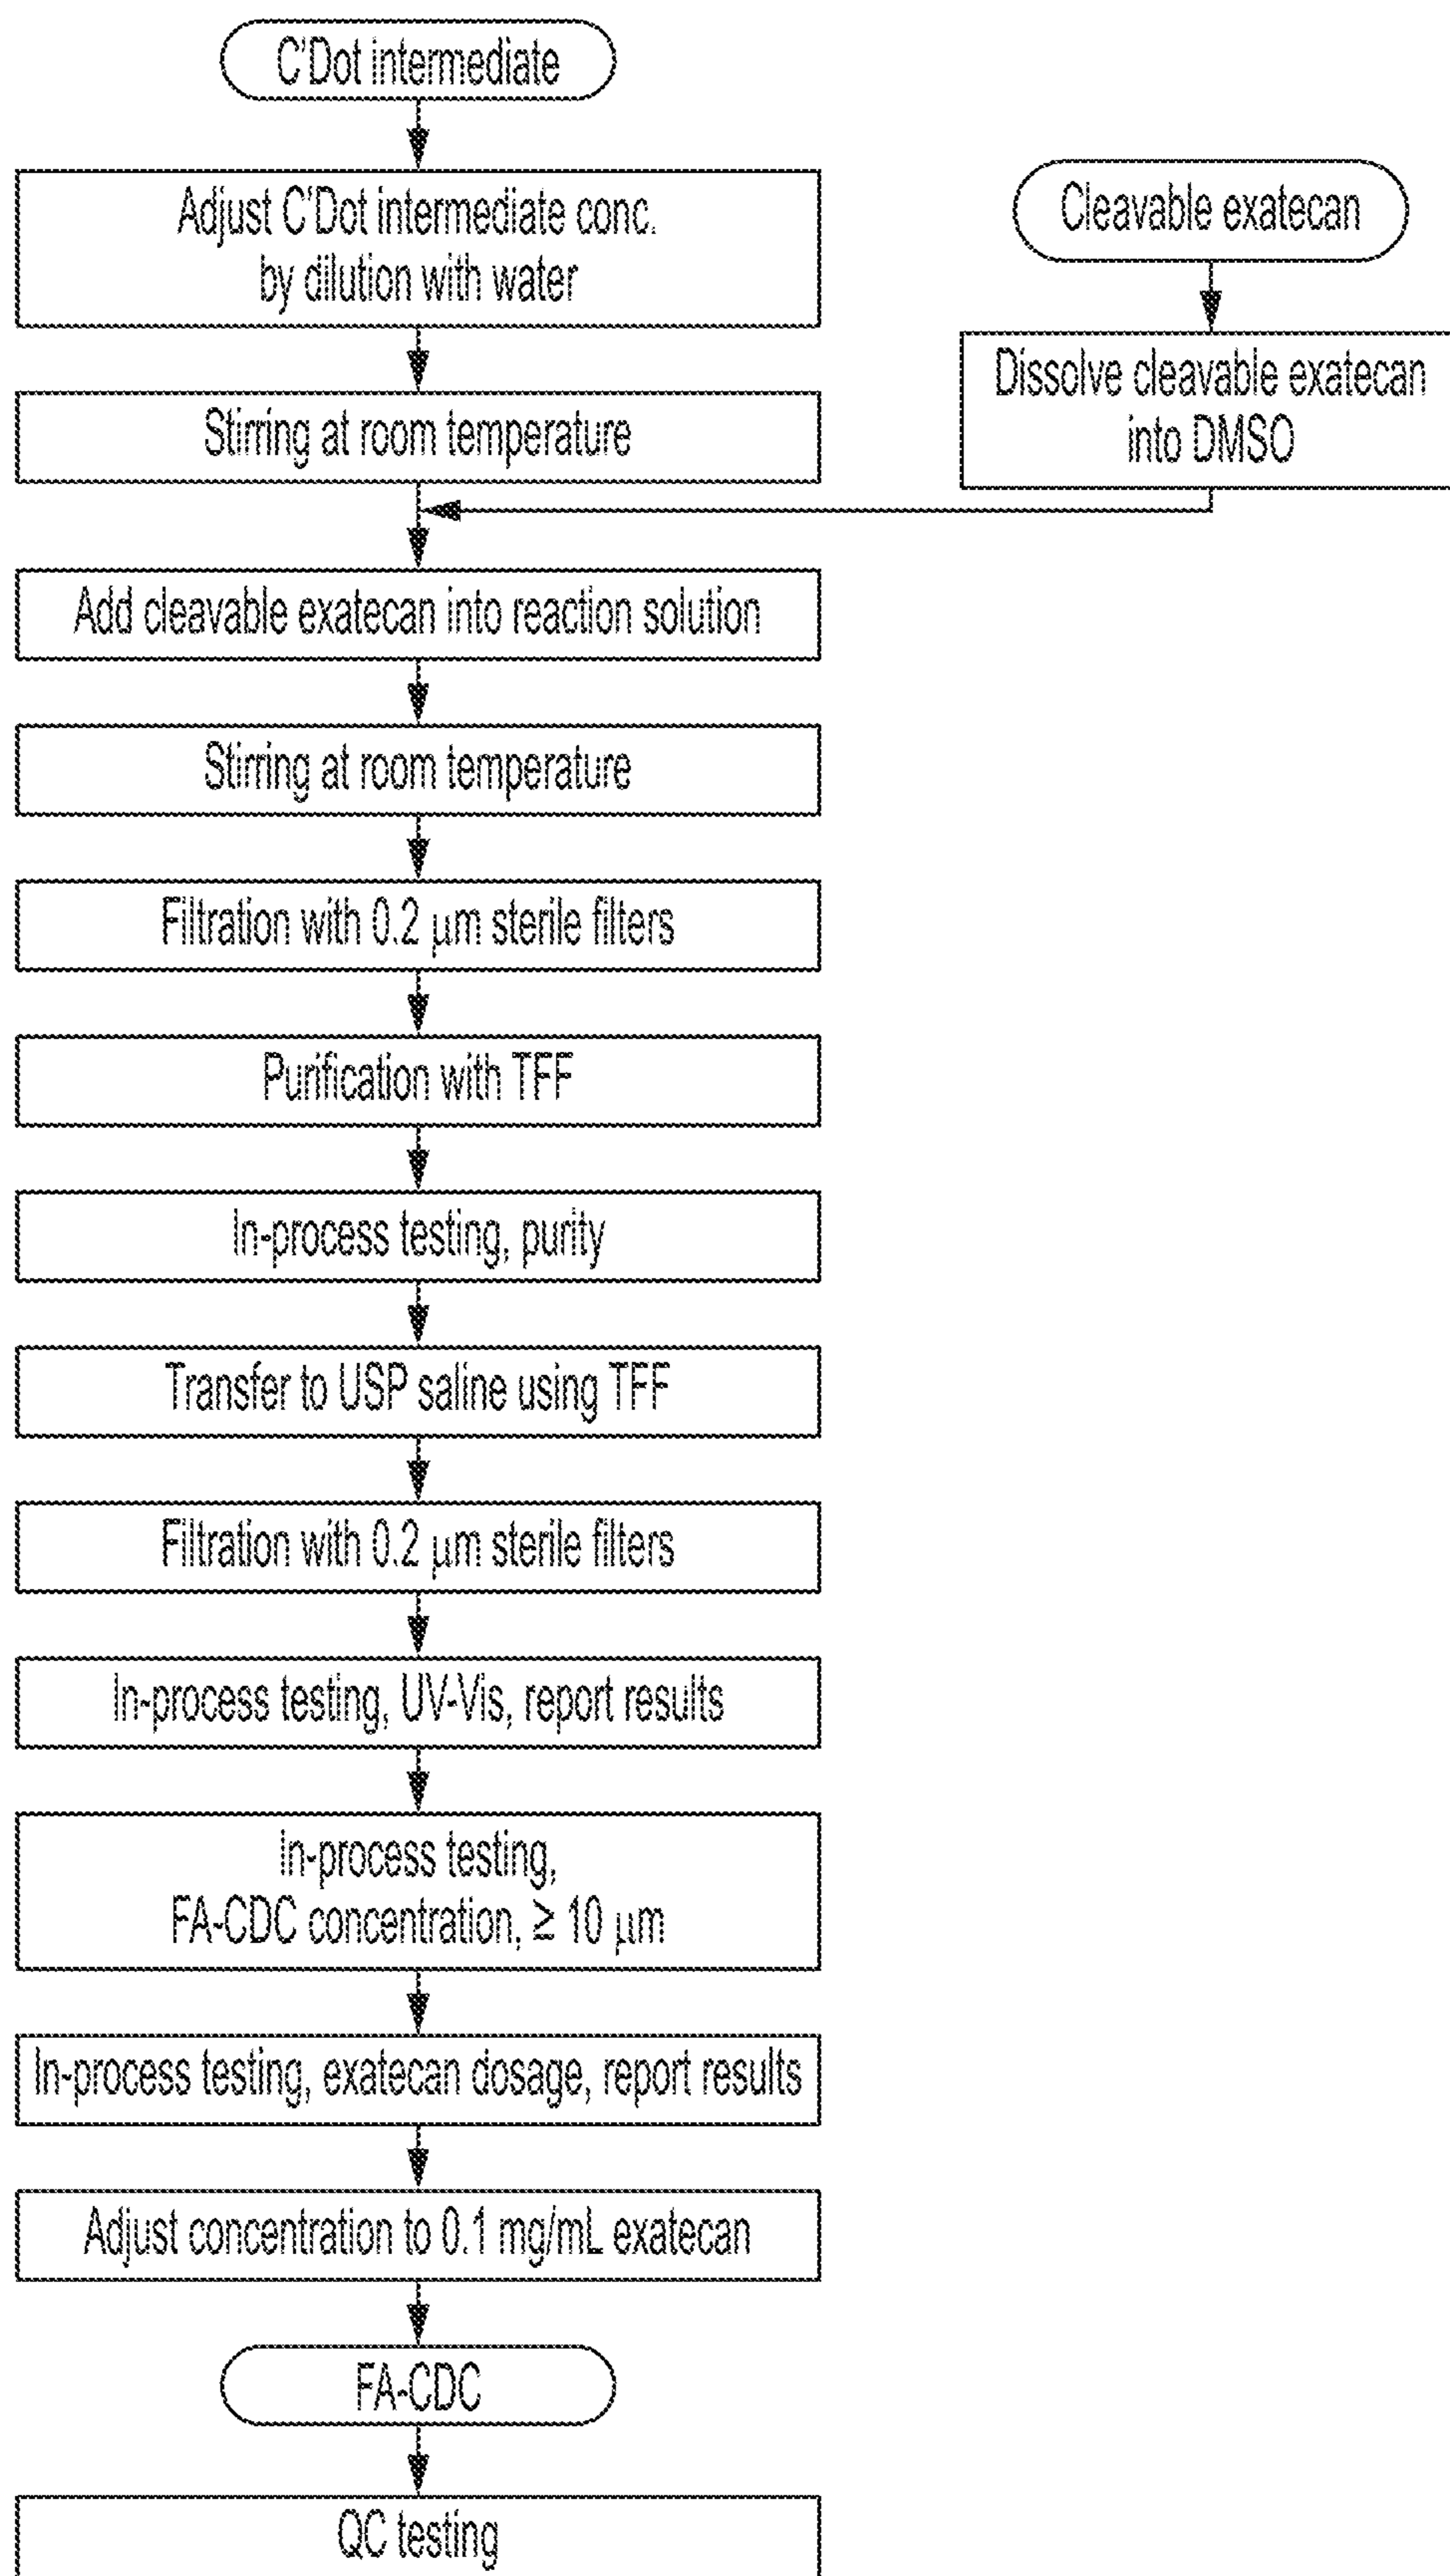 C'Dot intermediate
Adjust C'Dot intermediate conc.
by dilution with water
Cleavable exatecan
Dissolve cleavable exatecan
into DMSO
Stirring at room temperature
Add cleavable exatecan into reaction solution
Stirring at room temperature
Filtration with 0.2 μm sterile filters
Purification with TFF
In-process testing, purity
Transfer to USP saline using TFF
Filtration with 0.2 μm sterile filters
In-process testing, UV-Vis, report results
In-process testing,
FA-CDC concentration, ≥ 10 μm
In-process testing, exatecan dosage, report results
Adjust concentration to 0.1 mg/mL exatecan
FA-CDC
QC testing